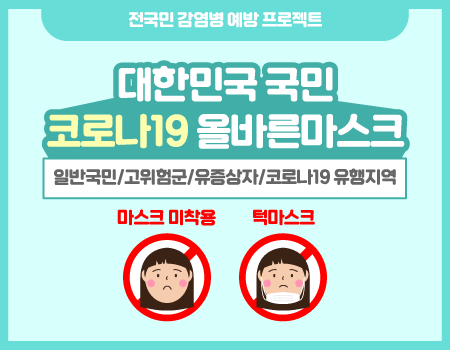 전국민 감염병 예방 프로젝트
대한민국 국민
코로나19 올바른마스크
일반국민/고위험군/유증상자/코로나19 유행지역
마스크 미착용 턱마스크